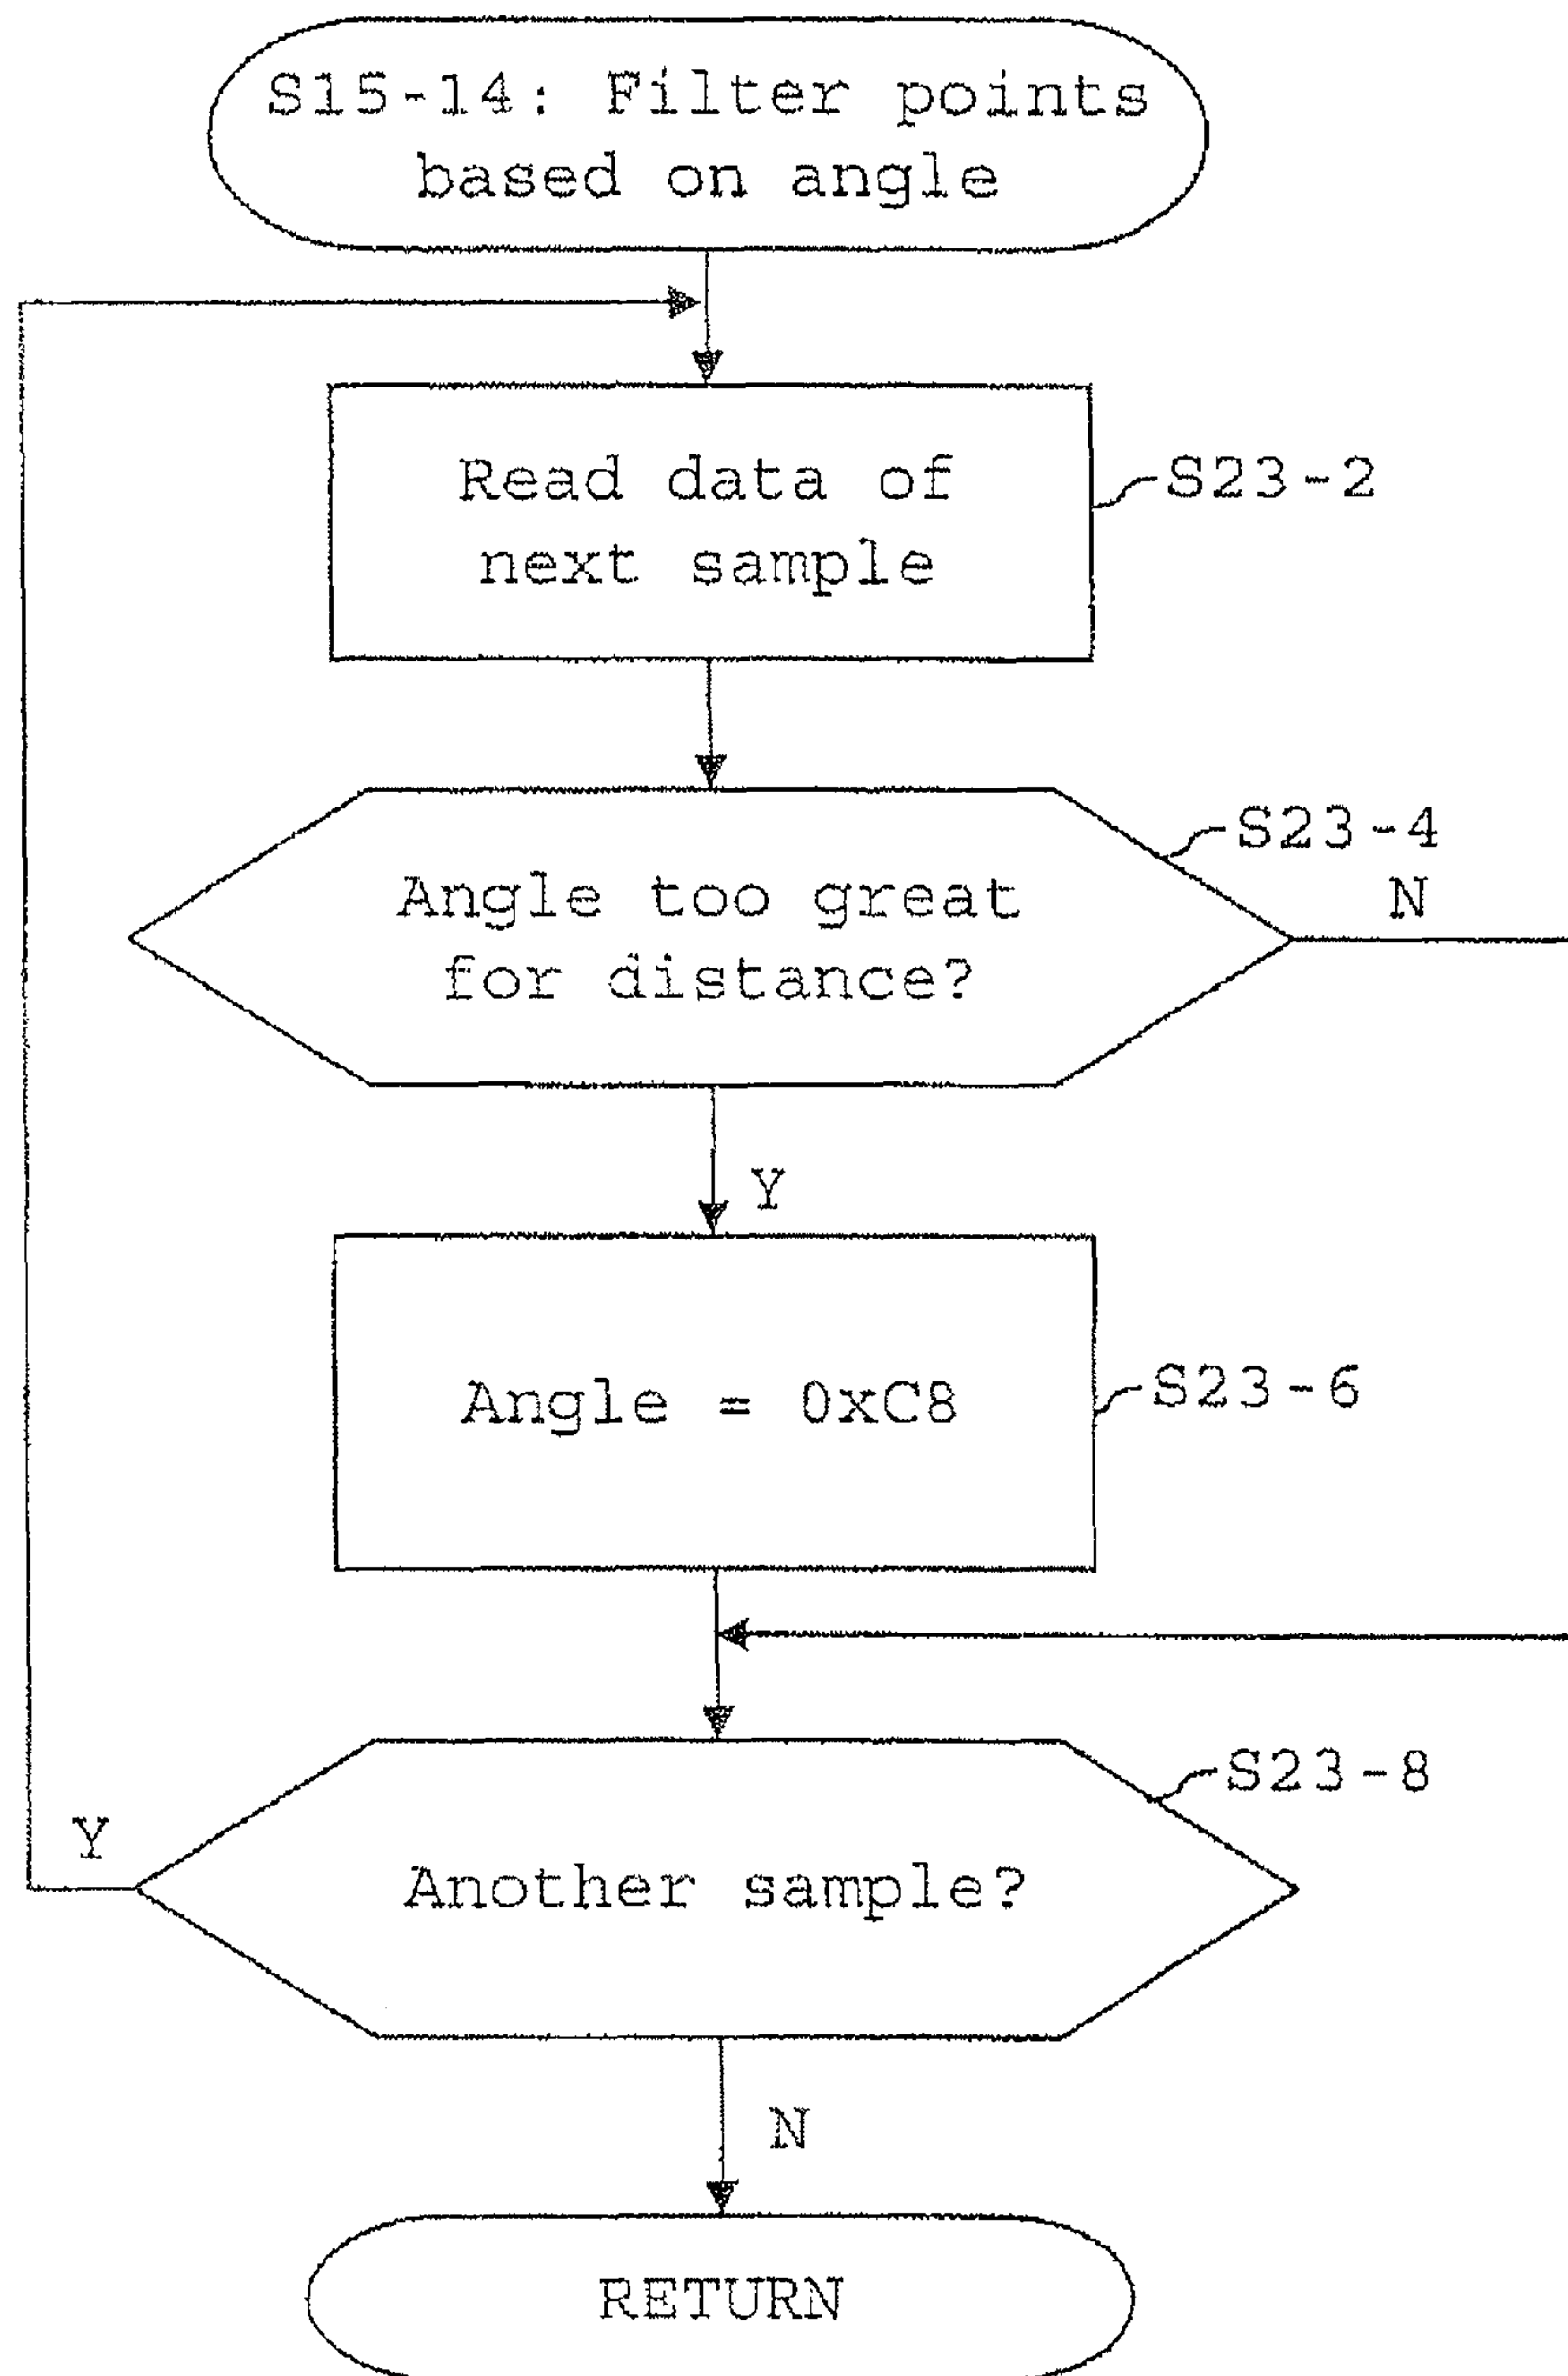 S15-14: Filter points
based on angle
Read data of
next sample
S23-2
S23-4
Angle too great
for distance?
N
Y
Angle = 0xC8
S23-6
S23-8
Y
Another sample?
N
RETURN